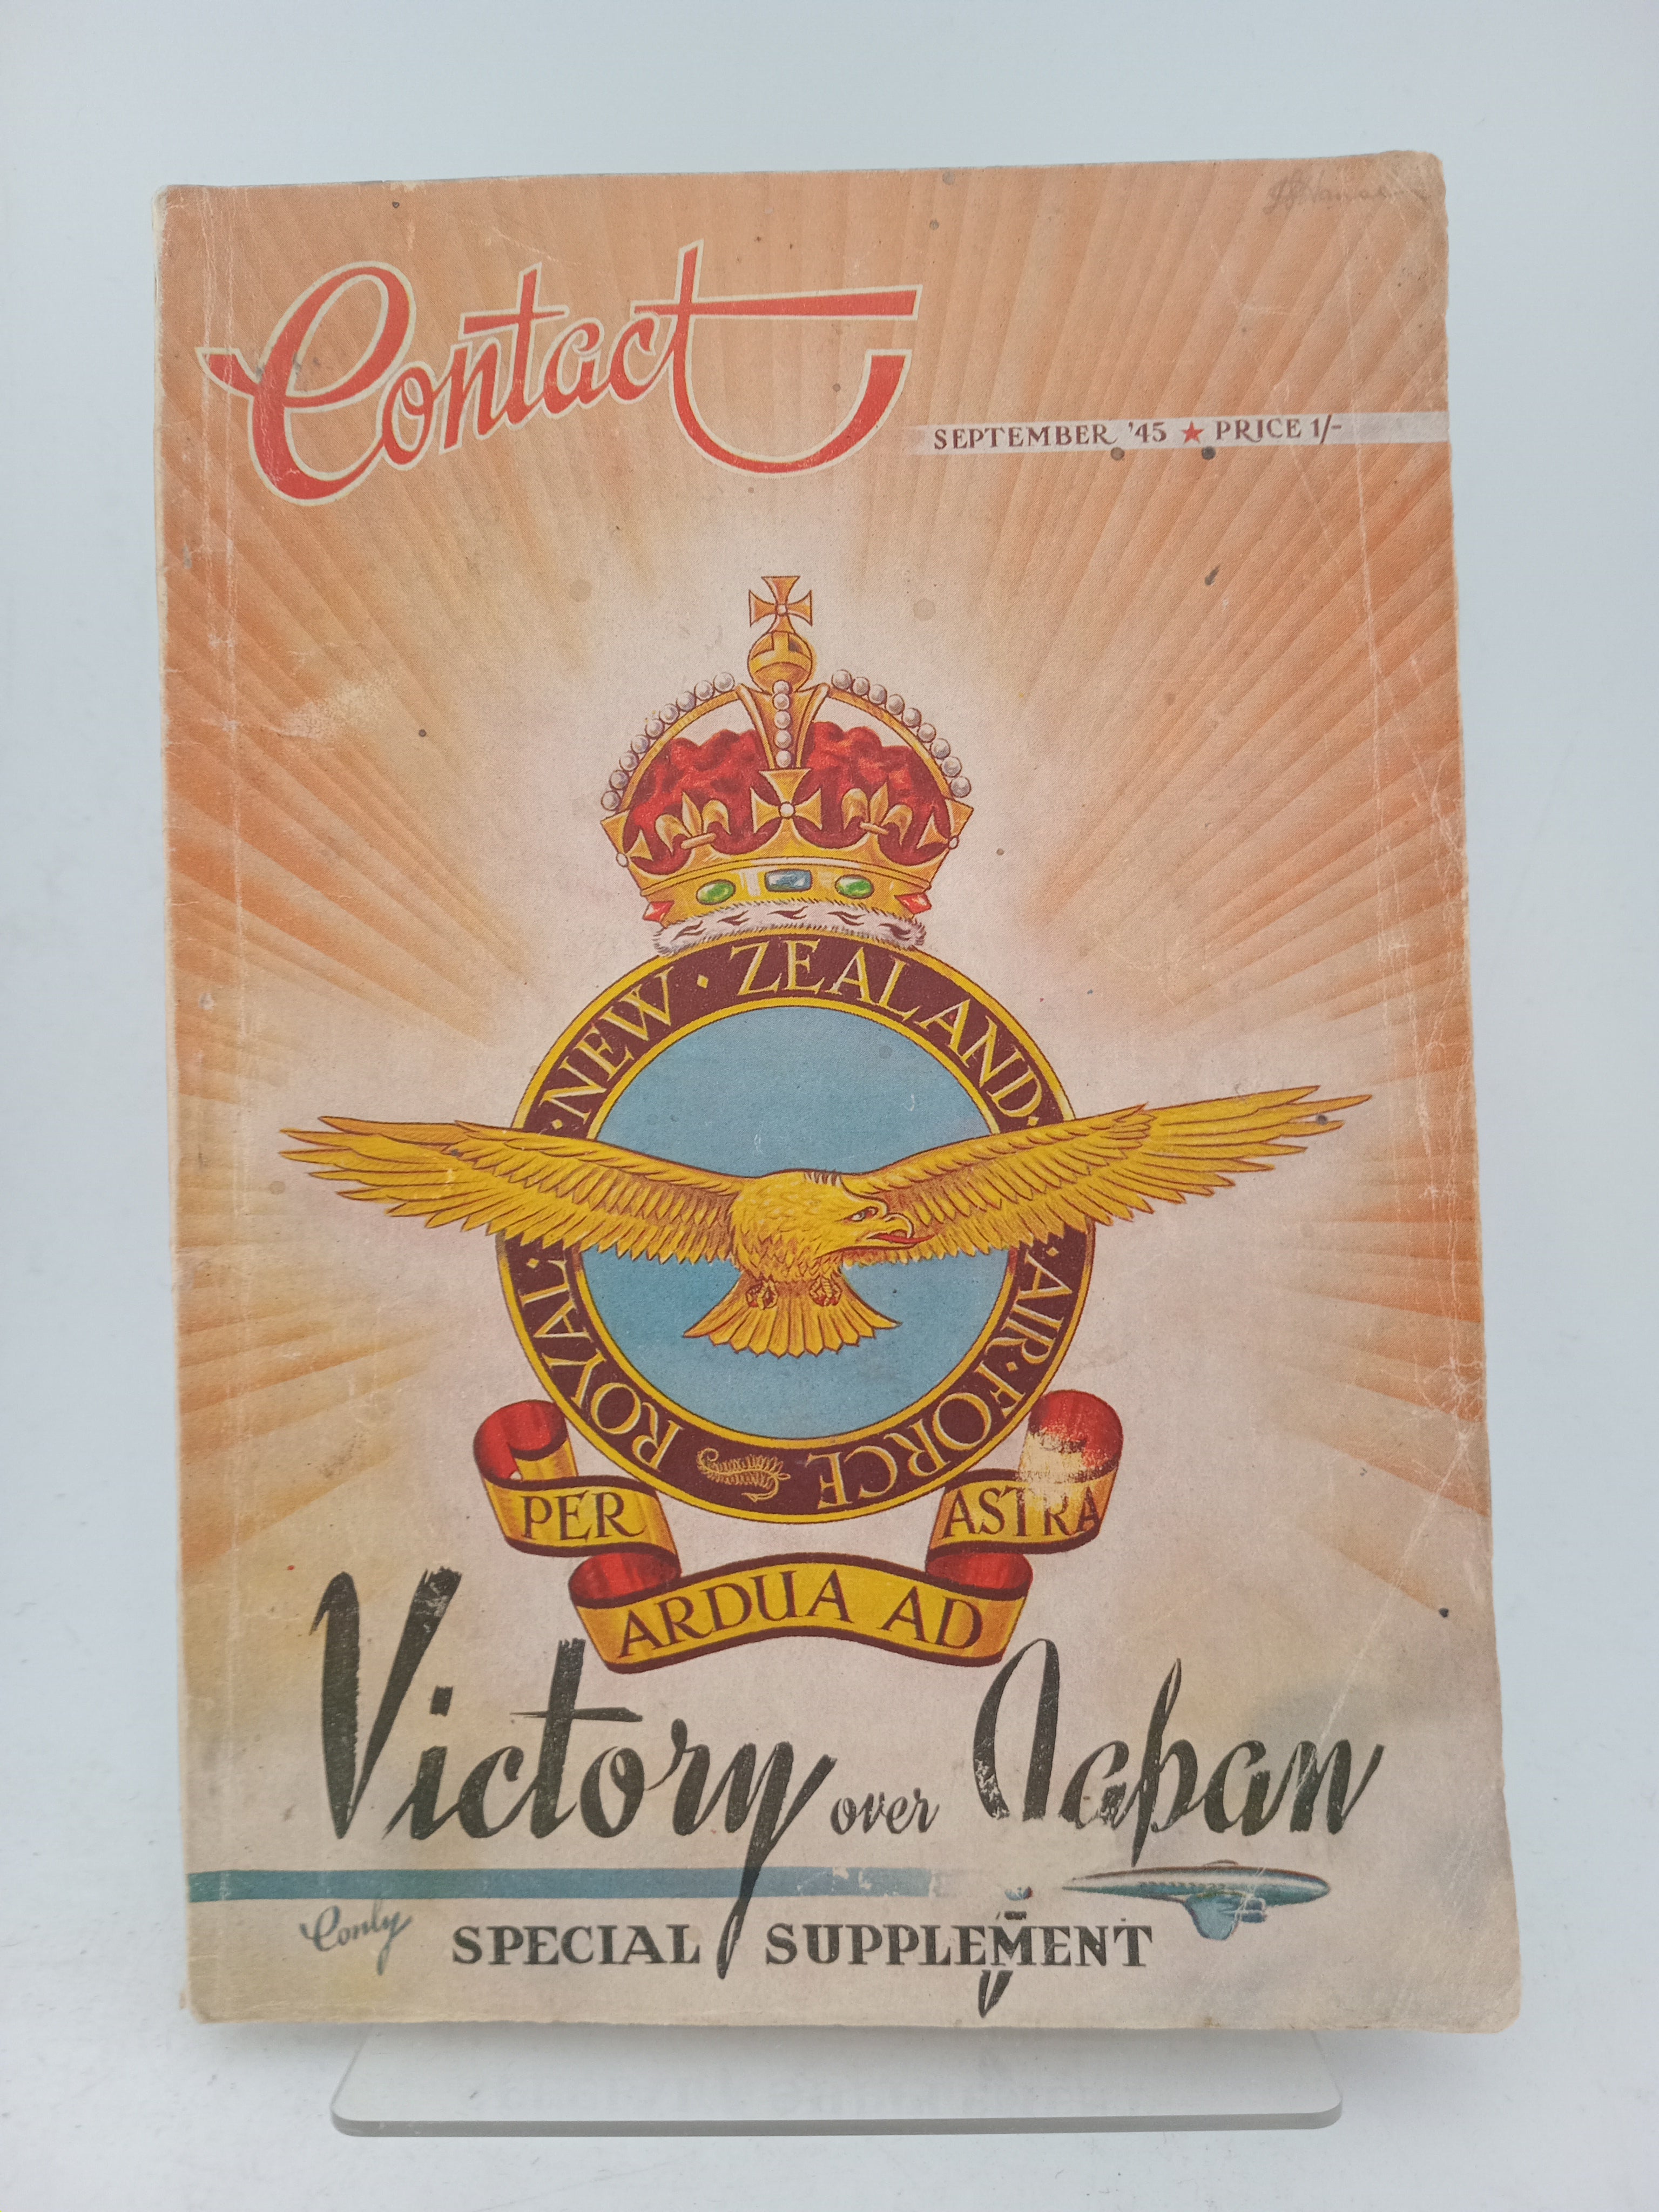 Contact
SEPTEMBER '45 ★ PRICE 1/-
ROYAL · NEW · ZEALAND · AIR · FORCE
PER
ARDUA AD
ASTRA
Victory over Japan
Conly
SPECIAL SUPPLEMENT